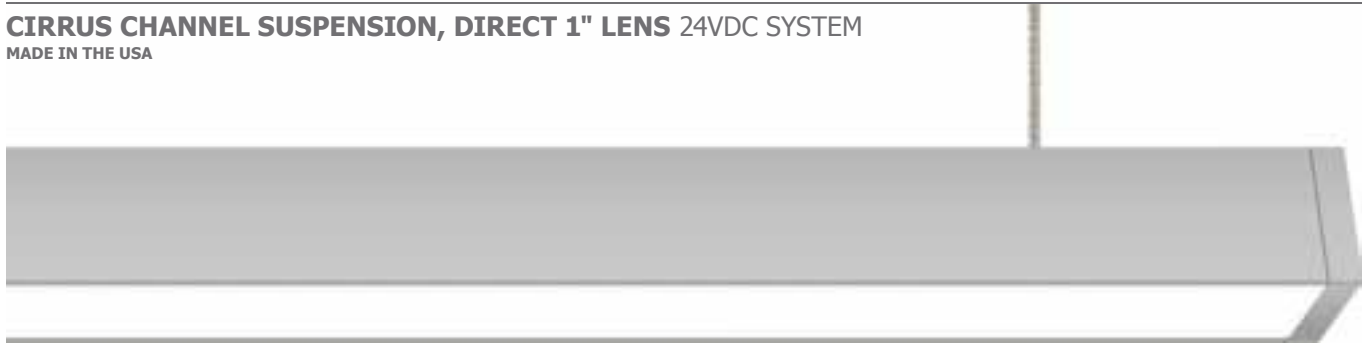 CIRRUS CHANNEL SUSPENSION, DIRECT 1" LENS 24VDC SYSTEM
MADE IN THE USA